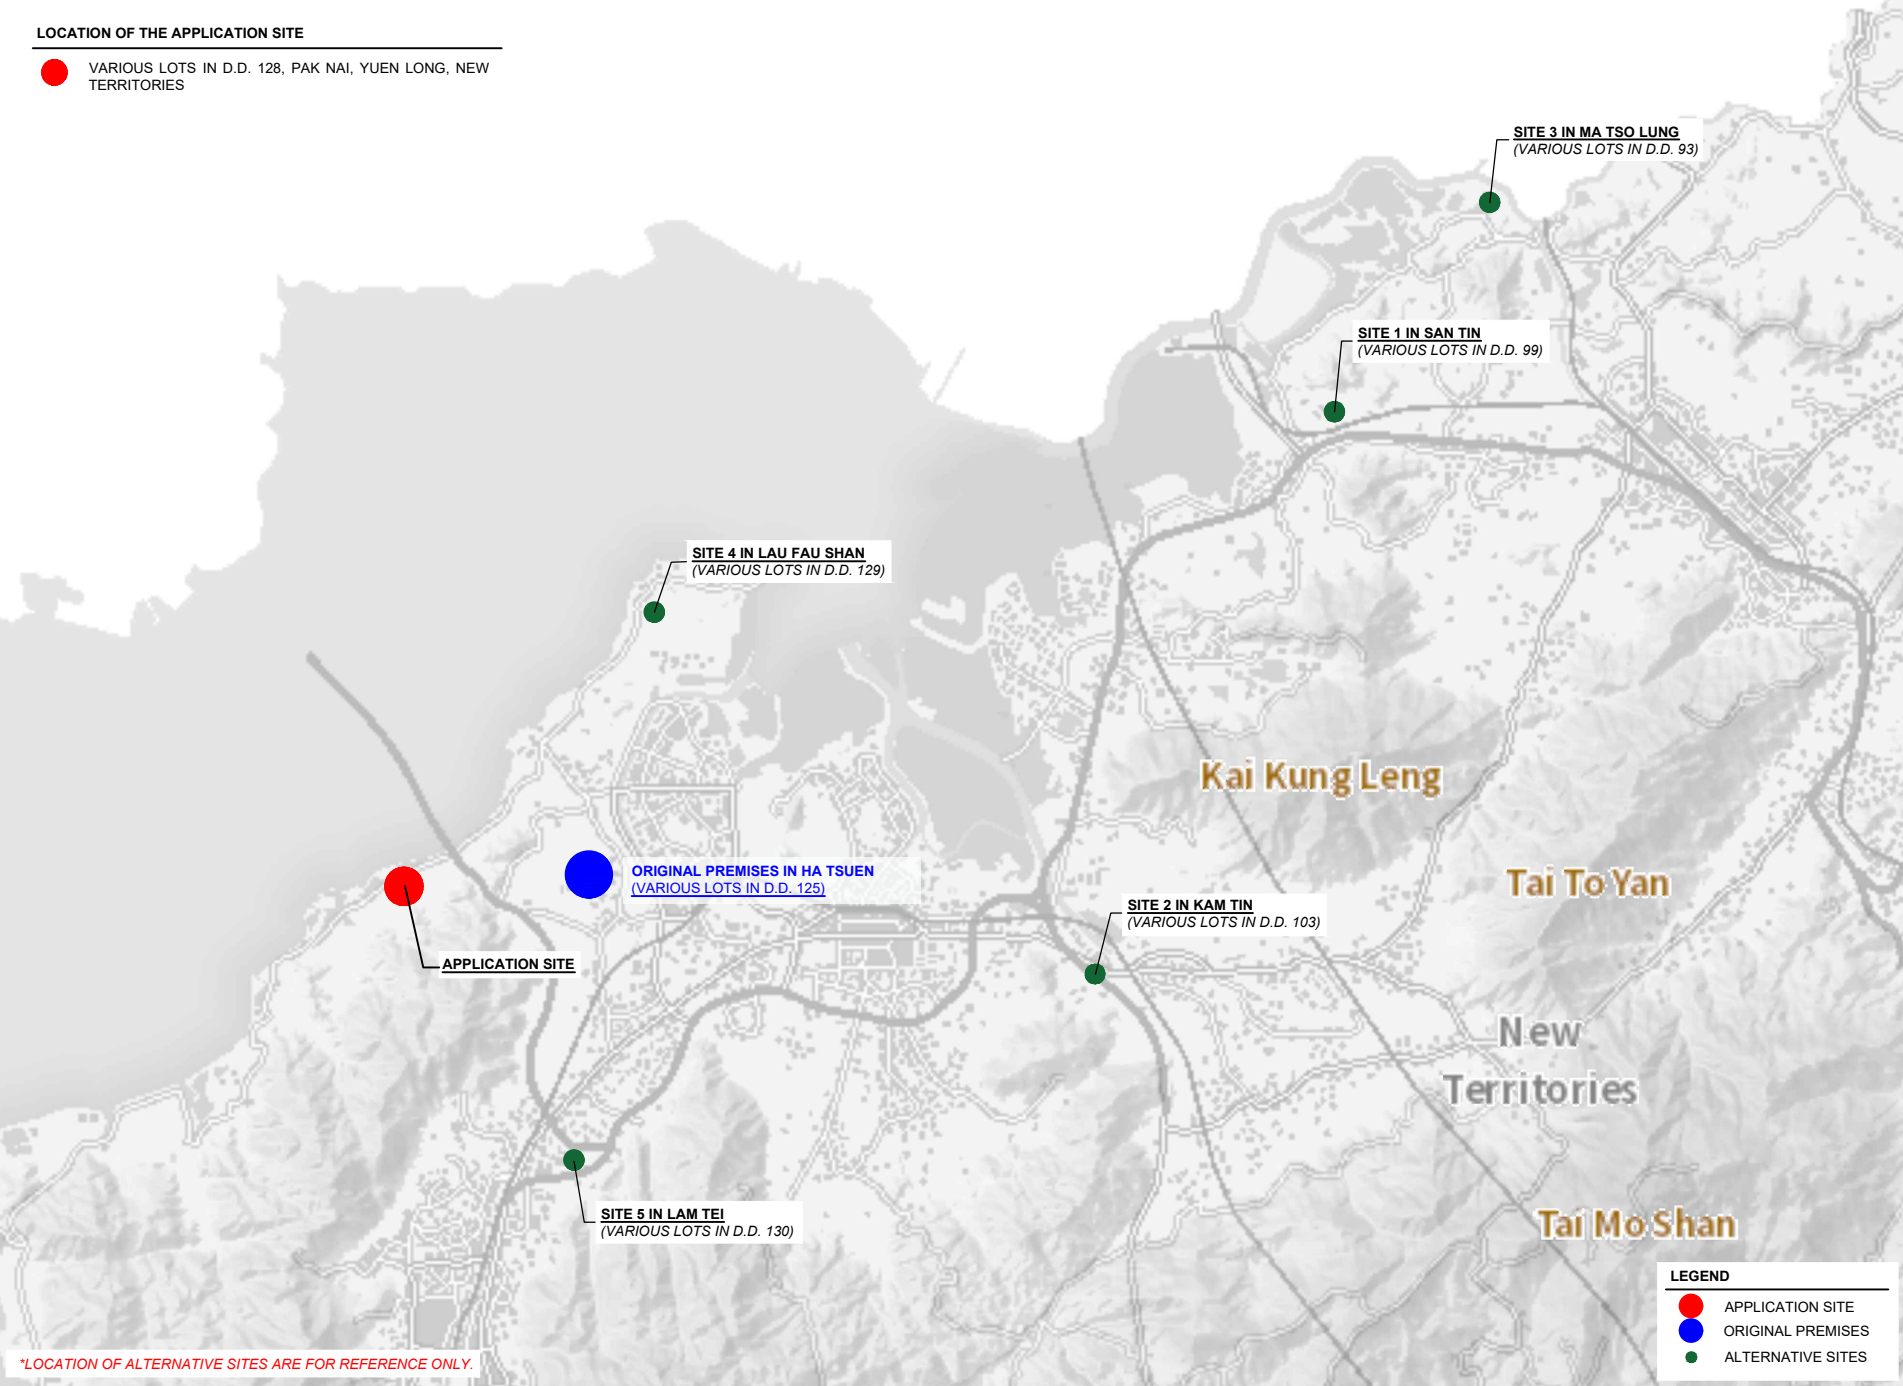 LOCATION OF THE APPLICATION SITE
VARIOUS LOTS IN D.D. 128, PAK NAI, YUEN LONG, NEW
TERRITORIES
SITE 3 IN MA TSO LUNG
(VARIOUS LOTS IN D.D. 93)
SITE 1 IN SAN TIN
(VARIOUS LOTS IN D.D. 99)
SITE 4 IN LAU FAU SHAN
(VARIOUS LOTS IN D.D. 129)
Kai Kung Leng
ORIGINAL PREMISES IN HA TSUEN
(VARIOUS LOTS IN D.D. 125)
Tai To Yan
SITE 2 IN KAM TIN
(VARIOUS LOTS IN D.D. 103)
APPLICATION SITE
New
Territories
SITE 5 IN LAM TEI
(VARIOUS LOTS IN D.D. 130)
Tai Mo Shan
LEGEND
APPLICATION SITE
ORIGINAL PREMISES
ALTERNATIVE SITES
*LOCATION OF ALTERNATIVE SITES ARE FOR REFERENCE ONLY.